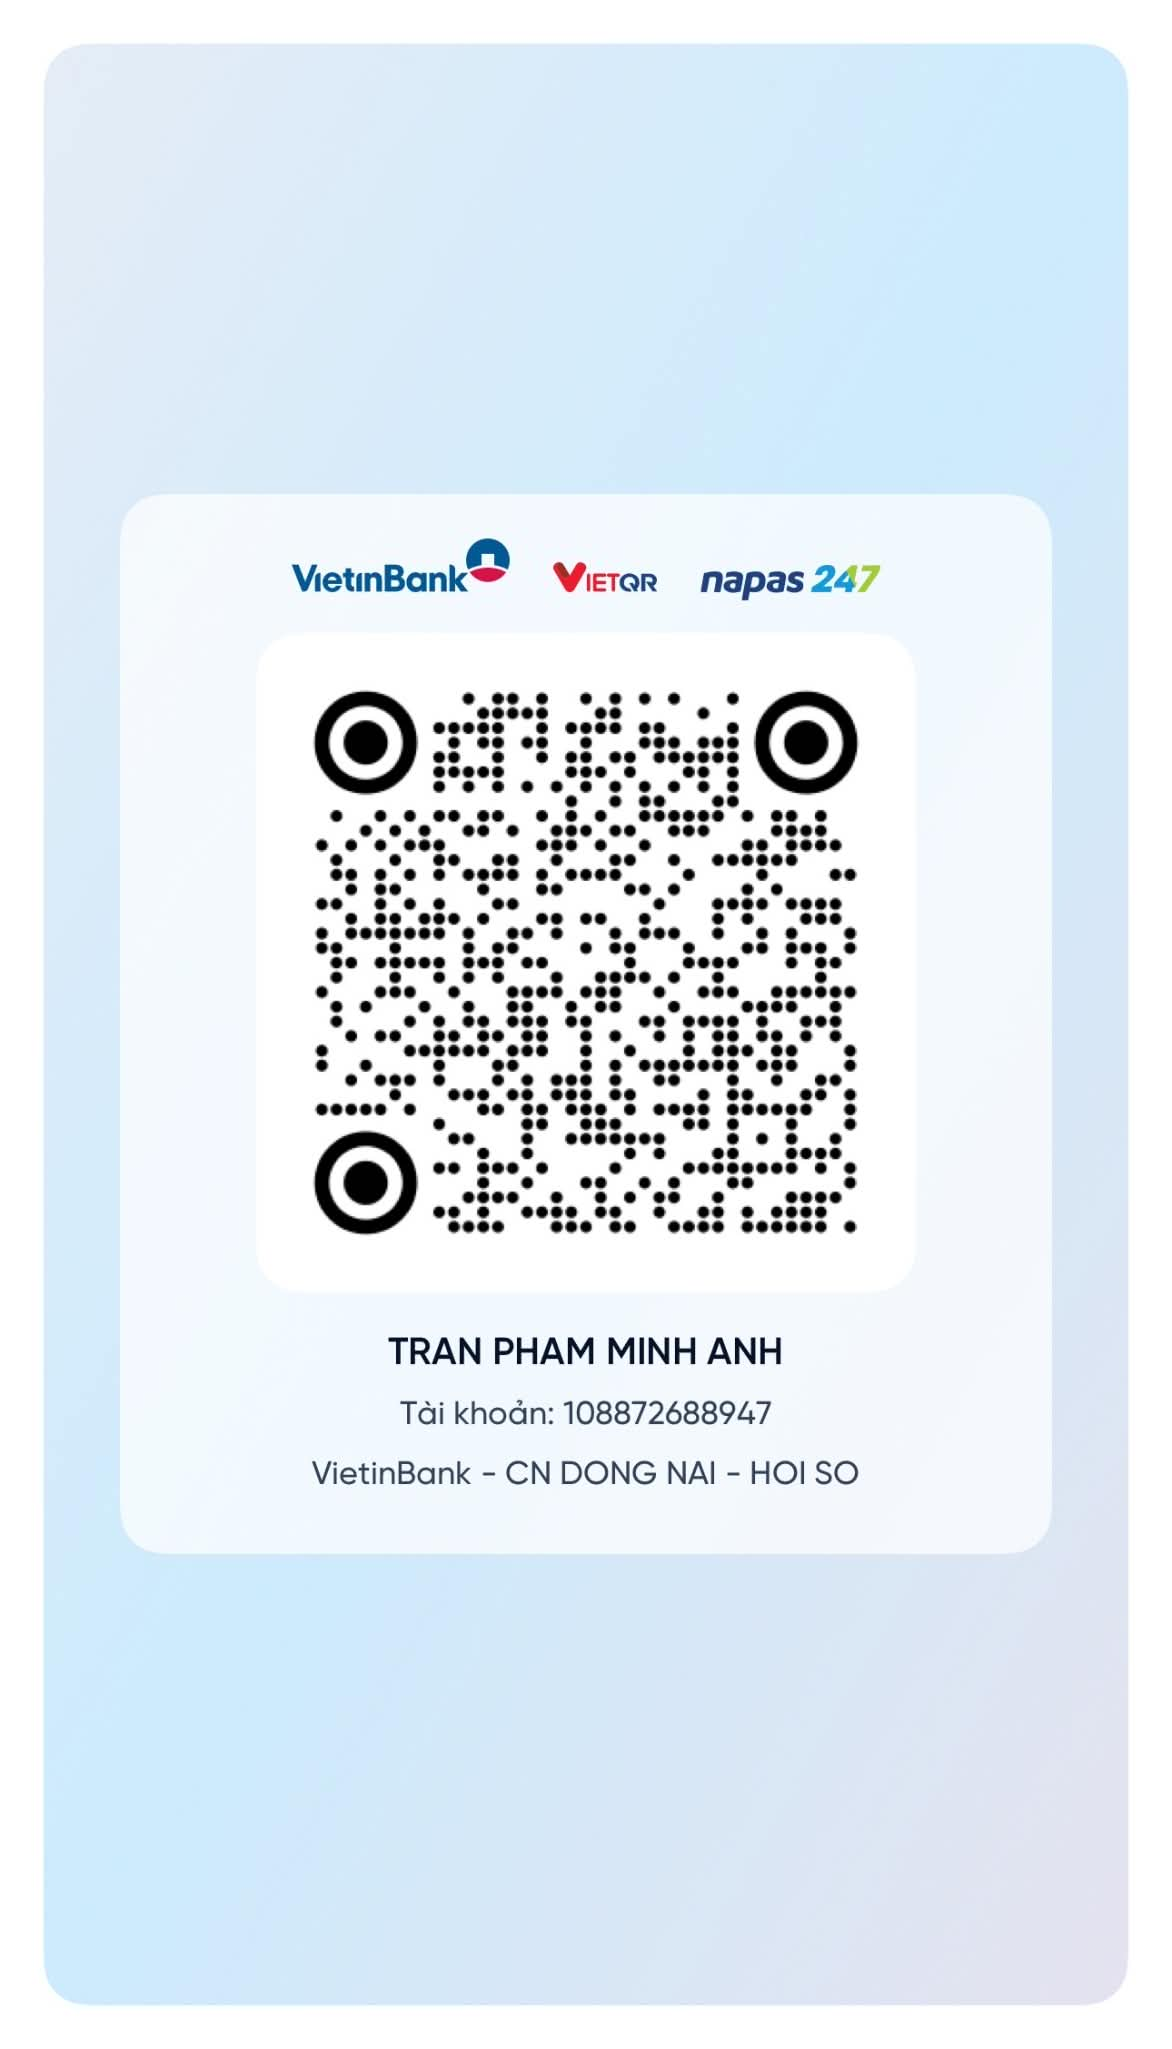 VietinBank VIETQR napas 247
TRAN PHAM MINH ANH
Tài khoản: 108872688947
VietinBank - CN DONG NAI - HOI SO